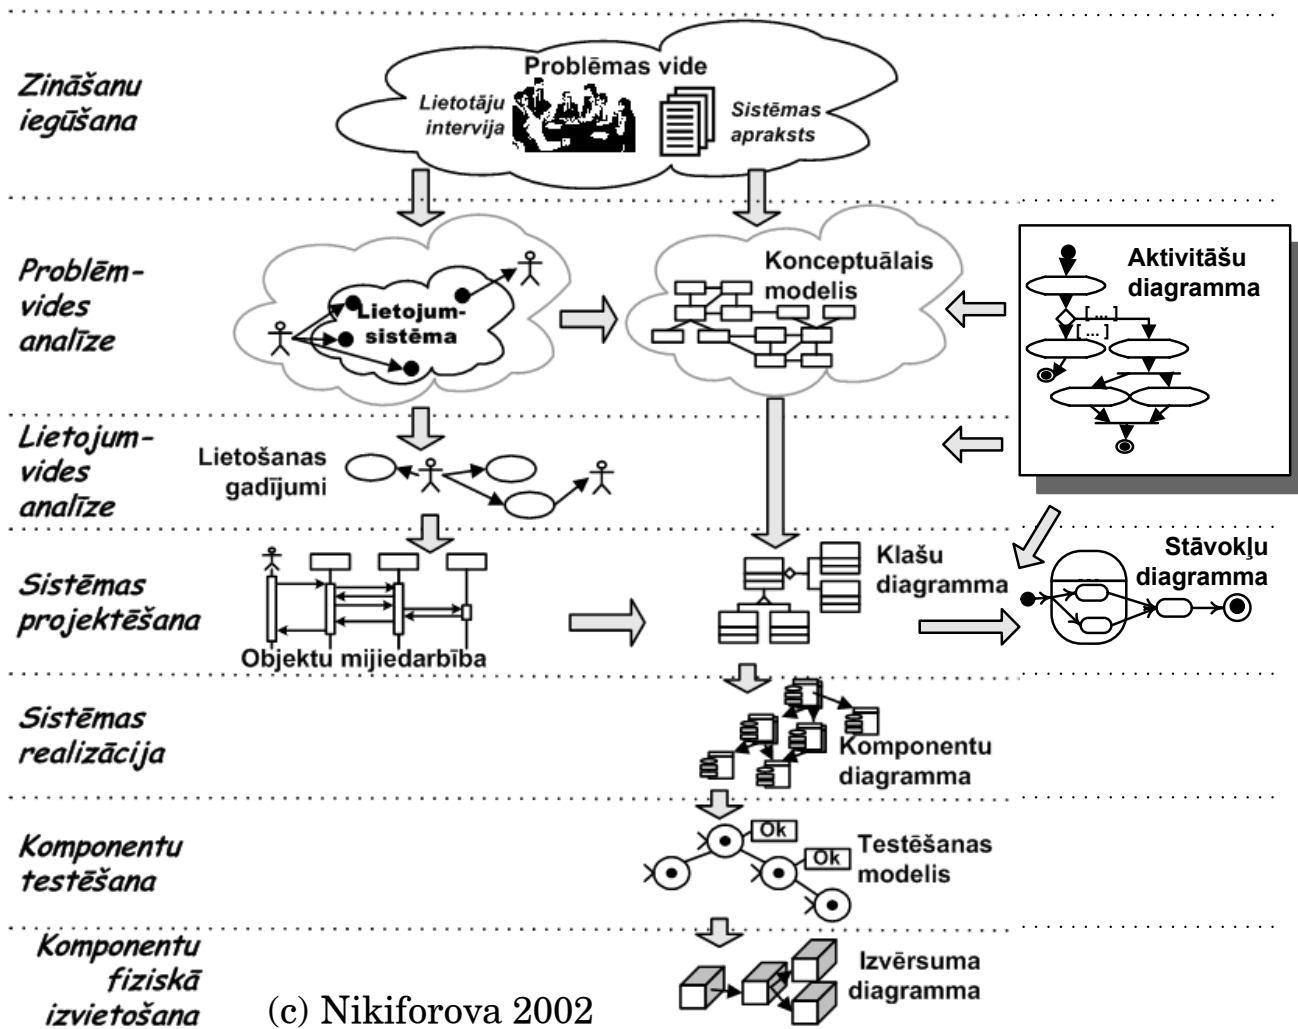 Zināšanu
iegūšana
Problēmas vide
Lietotāju
intervija
Sistēmas
apraksts
Problēm-
vides
analīze
Lietojum-
sistēma
Konceptuālais
modelis
Aktivitāšu
diagramma
[ ... ]
[ ... ]
Lietojum-
vides
analīze
Lietošanas
gadījumi
Sistēmas
projektēšana
Objektu mijiedarbība
Klašu
diagramma
Stāvokļu
diagramma
...
Sistēmas
realizācija
Komponentu
diagramma
Komponentu
testēšana
Ok
Ok
Testēšanas
modelis
Komponentu
fiziskā
izvietošana
Izvērsuma
diagramma
(c) Nikiforova 2002